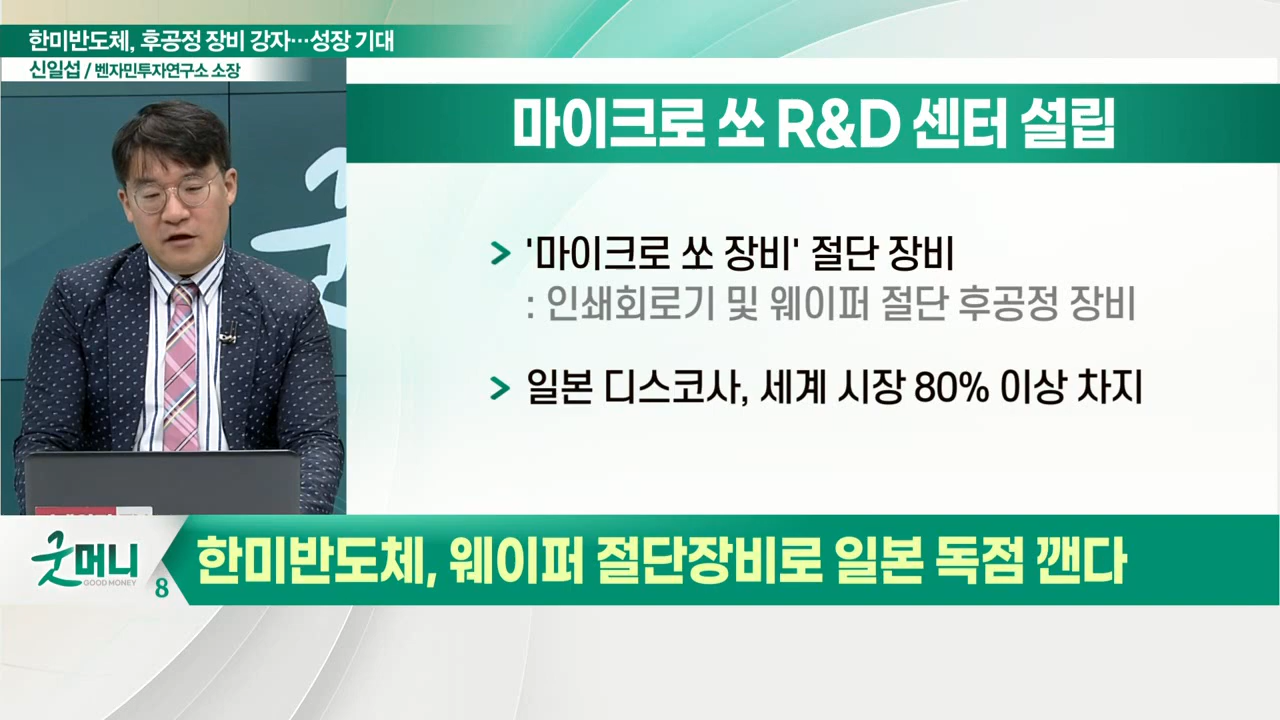 한미반도체, 후공정 장비 강자…성장 기대
신일섭 / 벤자민투자연구소 소장
마이크로 쏘 R&D 센터 설립
> '마이크로 쏘 장비' 절단 장비
: 인쇄회로기 및 웨이퍼 절단 후공정 장비
> 일본 디스코사, 세계 시장 80% 이상 차지
굿머니
GOOD MONEY
8
한미반도체, 웨이퍼 절단장비로 일본 독점 깬다